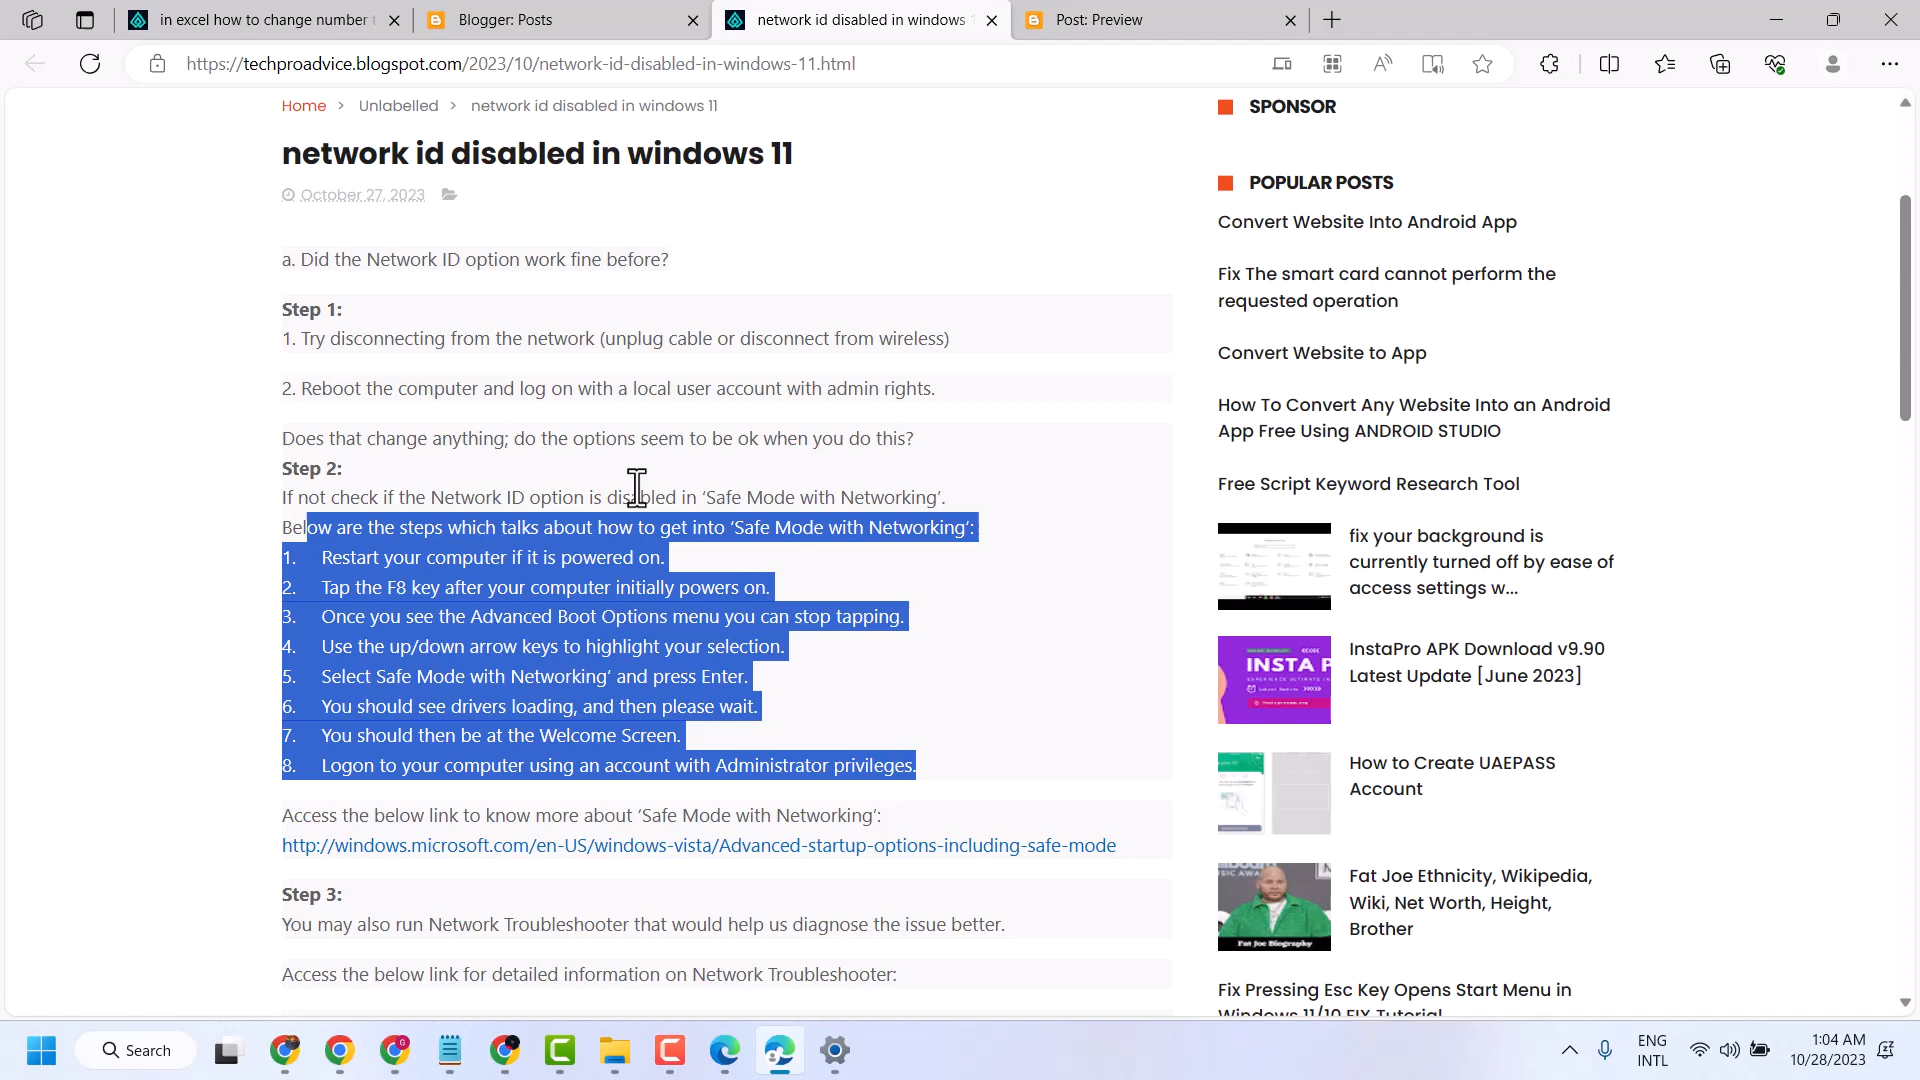 in excel how to change number t
Blogger: Posts
network id disabled in windows 1
Post: Preview
https://techproadvice.blogspot.com/2023/10/network-id-disabled-in-windows-11.html
Home > Unlabelled > network id disabled in windows 11
network id disabled in windows 11
October 27, 2023
a. Did the Network ID option work fine before?
Step 1:
1. Try disconnecting from the network (unplug cable or disconnect from wireless)
2. Reboot the computer and log on with a local user account with admin rights.
Does that change anything; do the options seem to be ok when you do this?
Step 2:
If not check if the Network ID option is disabled in ‘Safe Mode with Networking’.
Below are the steps which talks about how to get into ‘Safe Mode with Networking’:
1. Restart your computer if it is powered on.
2. Tap the F8 key after your computer initially powers on.
3. Once you see the Advanced Boot Options menu you can stop tapping.
4. Use the up/down arrow keys to highlight your selection.
5. Select Safe Mode with Networking’ and press Enter.
6. You should see drivers loading, and then please wait.
7. You should then be at the Welcome Screen.
8. Logon to your computer using an account with Administrator privileges.
Access the below link to know more about ‘Safe Mode with Networking’:
http://windows.microsoft.com/en-US/windows-vista/Advanced-startup-options-including-safe-mode
Step 3:
You may also run Network Troubleshooter that would help us diagnose the issue better.
Access the below link for detailed information on Network Troubleshooter:
SPONSOR
POPULAR POSTS
Convert Website Into Android App
Fix The smart card cannot perform the
requested operation
Convert Website to App
How To Convert Any Website Into an Android
App Free Using ANDROID STUDIO
Free Script Keyword Research Tool
fix your background is
currently turned off by ease of
access settings w...
INSTA P
InstaPro APK Download v9.90
Latest Update [June 2023]
How to Create UAEPASS
Account
Fat Joe Biography
Fat Joe Ethnicity, Wikipedia,
Wiki, Net Worth, Height,
Brother
Fix Pressing Esc Key Opens Start Menu in
Windows 11/10 FIX Tutorial
Search
ENG
INTL
1:04 AM
10/28/2023